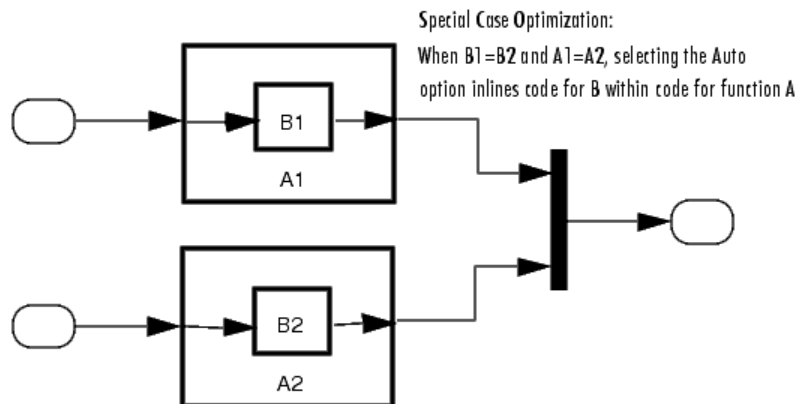 Special Case Optimization:
When B1=B2 and A1=A2, selecting the Auto
option inlines code for B within code for function A
B1
A1
B2
A2